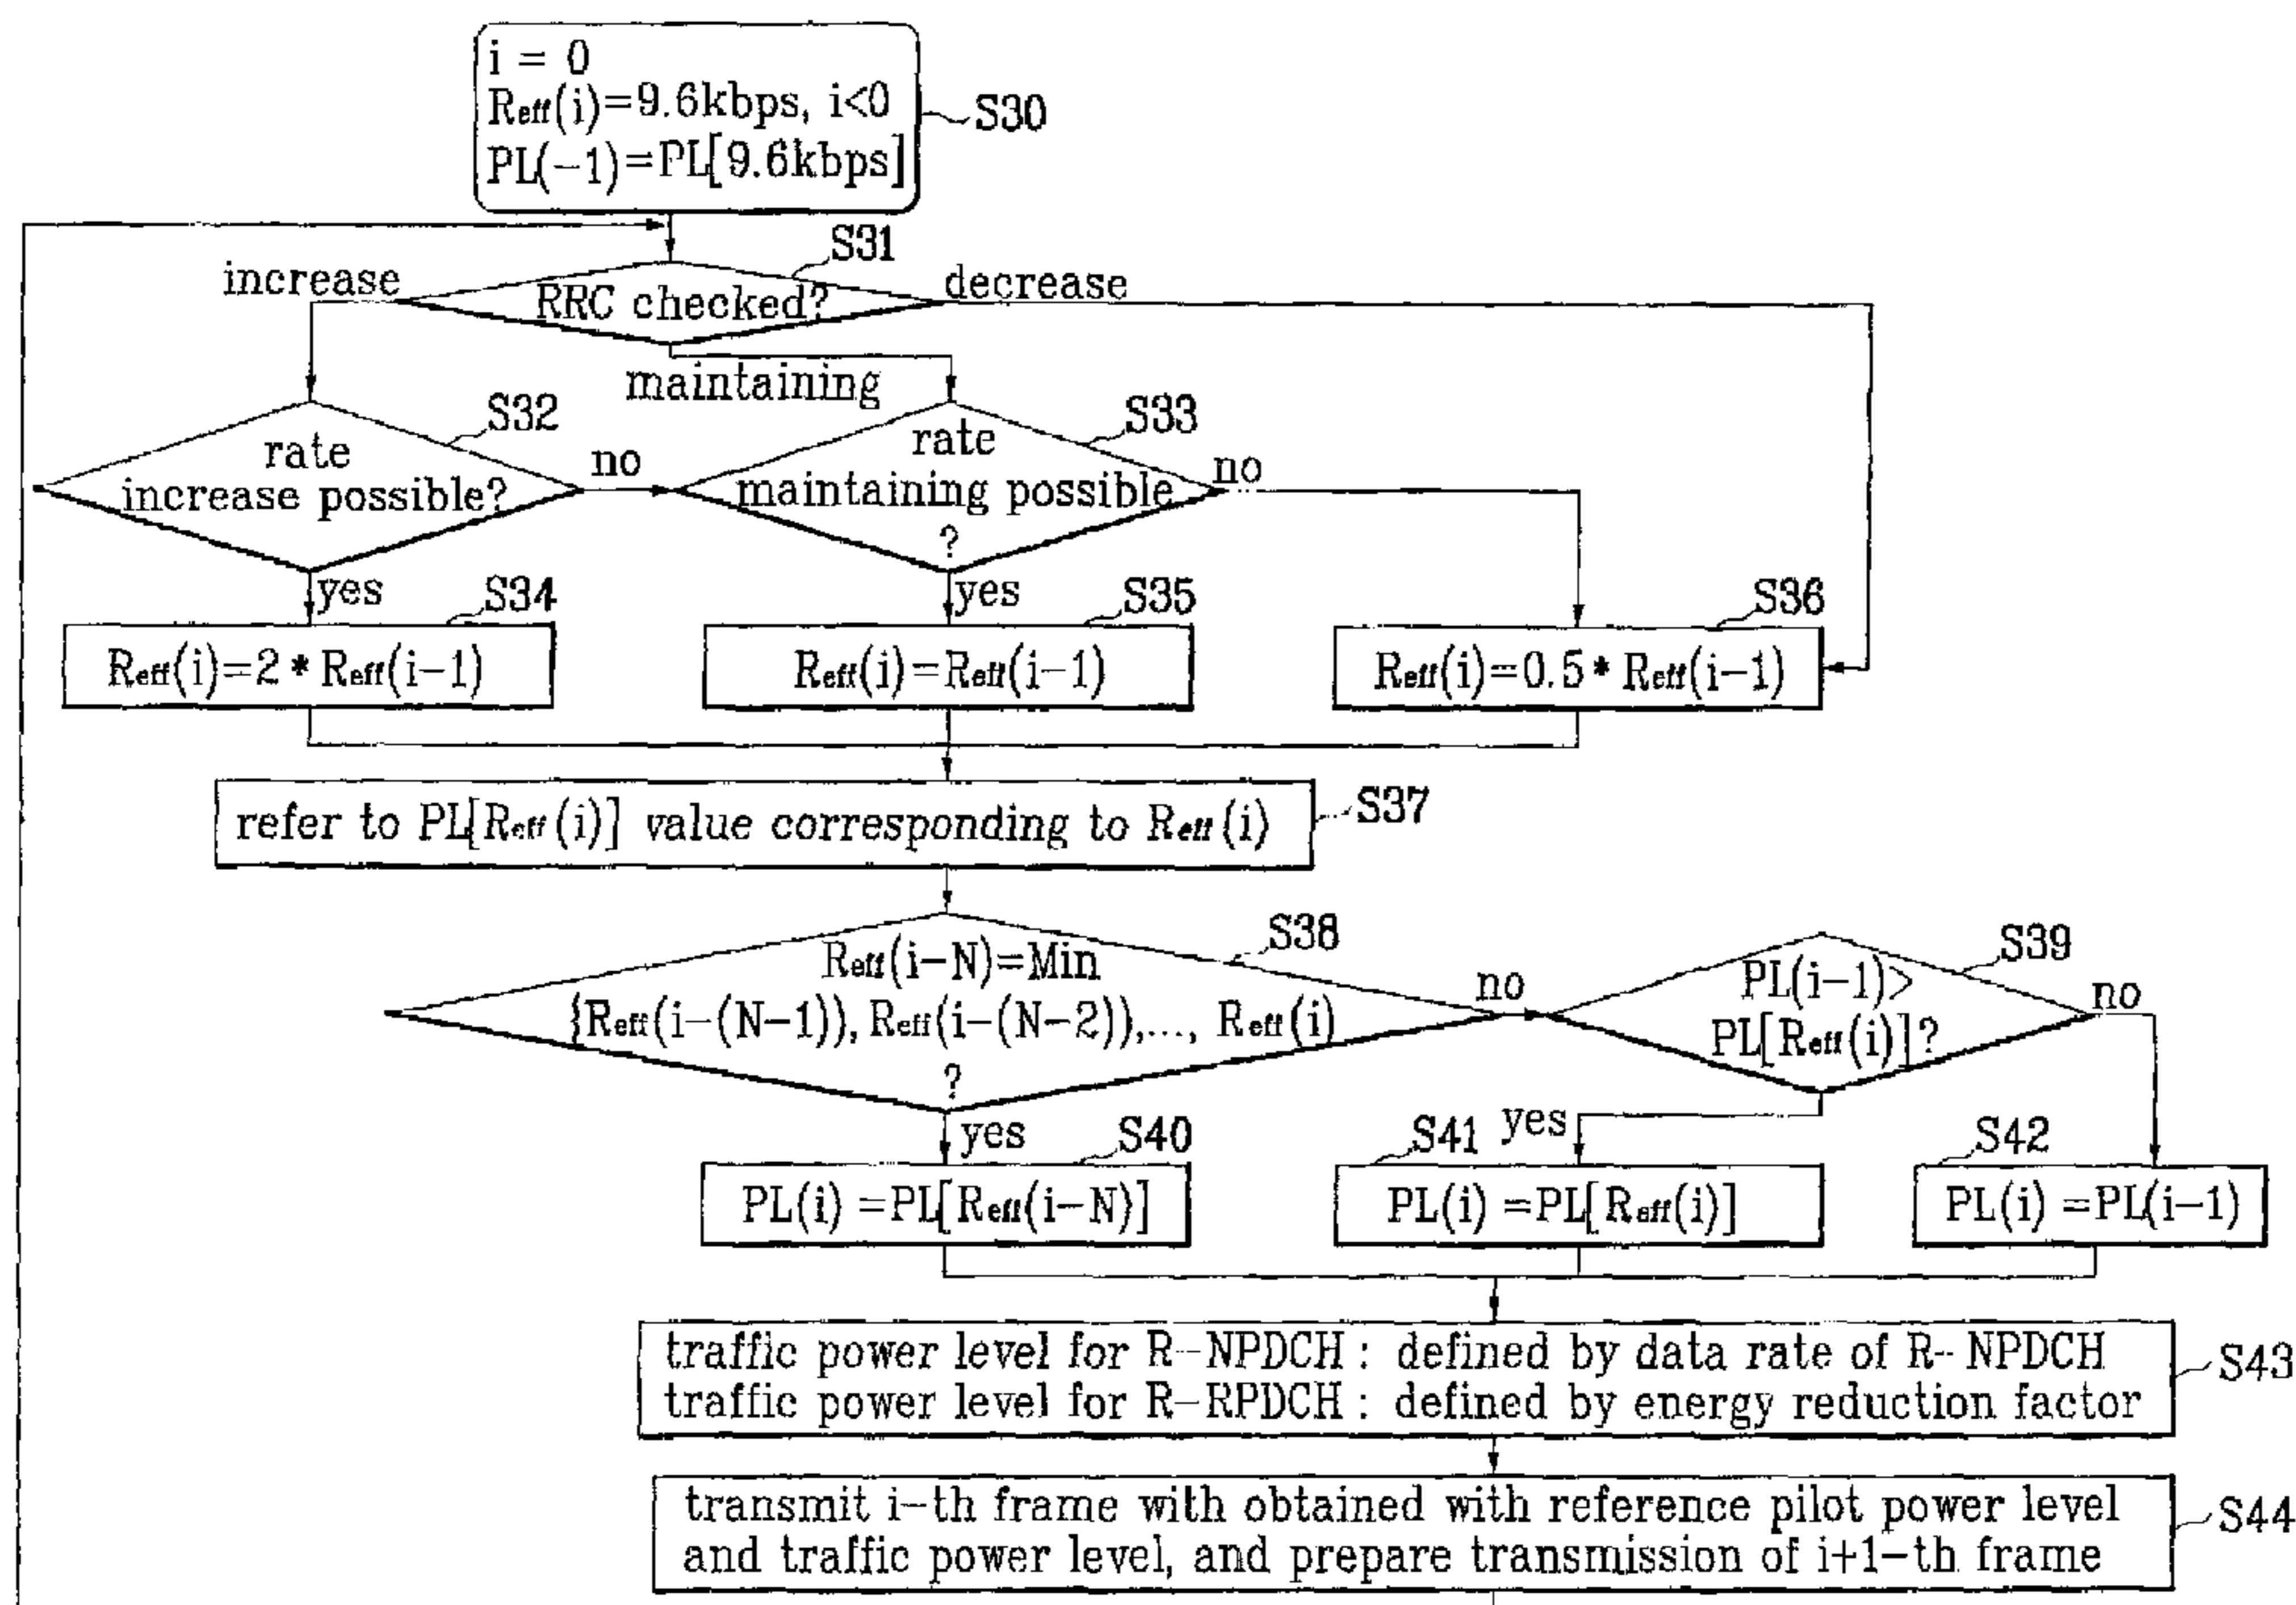 i = 0
Reff(i)=9.6kbps, i<0
PL(-1)=PL[9.6kbps]
S30
S31
increase
RRC checked?
decrease
maintaining
S32
rate
increase possible?
no
S33
rate
maintaining possible
?
no
yes
S34
yes
S35
S36
Reff(i)=2*Reff(i-1)
Reff(i)=Reff(i-1)
Reff(i)=0.5*Reff(i-1)
refer to PL[Reff(i)] value corresponding to Reff(i)
S37
S38
Reff(i-N)=Min
{Reff(i-(N-1)), Reff(i-(N-2)),..., Reff(i)
?
no
S39
PL(i-1)>
PL[Reff(i)]?
no
yes
S40
S41
yes
S42
PL(i)=PL[Reff(i-N)]
PL(i)=PL[Reff(i)]
PL(i)=PL(i-1)
traffic power level for R-NPDCH: defined by data rate of R-NPDCH
traffic power level for R-RPDCH: defined by energy reduction factor
S43
transmit i-th frame with obtained with reference pilot power level
and traffic power level, and prepare transmission of i+1-th frame
S44